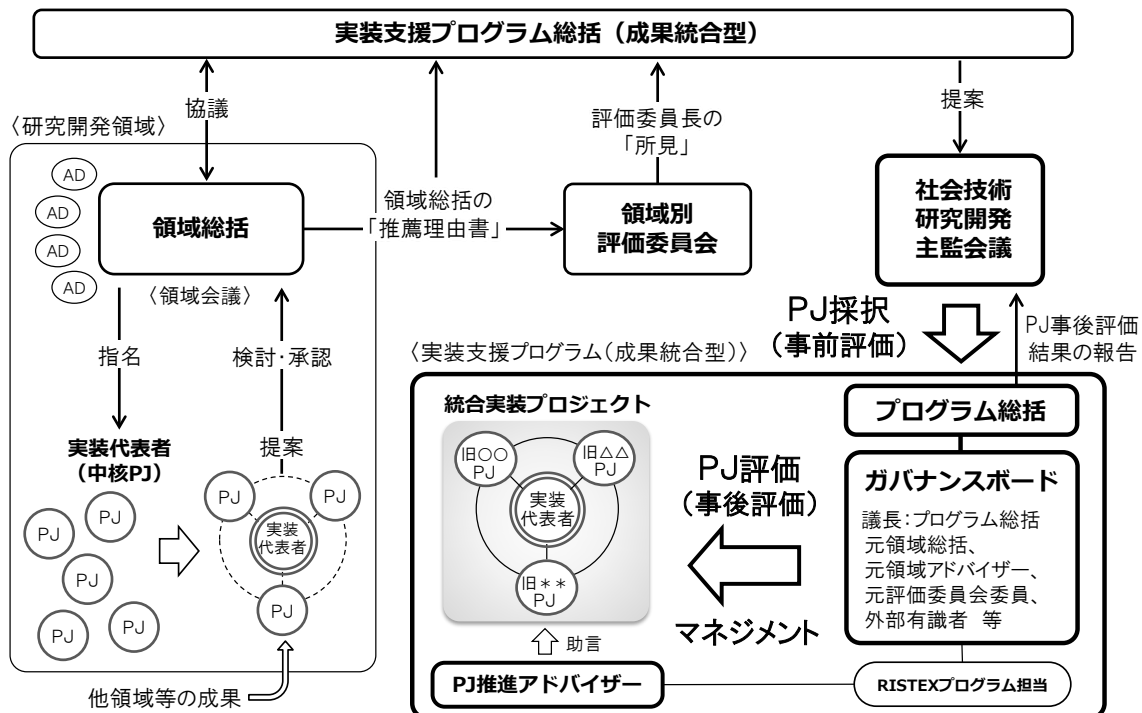 実装支援プログラム総括（成果統合型）
協議
〈研究開発領域〉
AD
AD
AD
AD
領域総括
〈領域会議〉
領域総括の
「推薦理由書」
評価委員長の
「所見」
領域別
評価委員会
提案
社会技術
研究開発
主監会議
指名
検討・承認
提案
実装代表者
（中核PJ）
PJ
PJ
PJ
PJ
PJ
PJ
PJ
PJ
実装
代表者
PJ
他領域等の成果
PJ採択
（事前評価）
PJ事後評価
結果の報告
〈実装支援プログラム（成果統合型）〉
統合実装プロジェクト
旧〇〇
PJ
旧△△
PJ
実装
代表者
旧＊＊
PJ
助言
PJ推進アドバイザー
PJ評価
（事後評価）
マネジメント
プログラム総括
ガバナンスボード
議長：プログラム総括
元領域総括、
元領域アドバイザー、
元評価委員会委員、
外部有識者 等
RISTEXプログラム担当